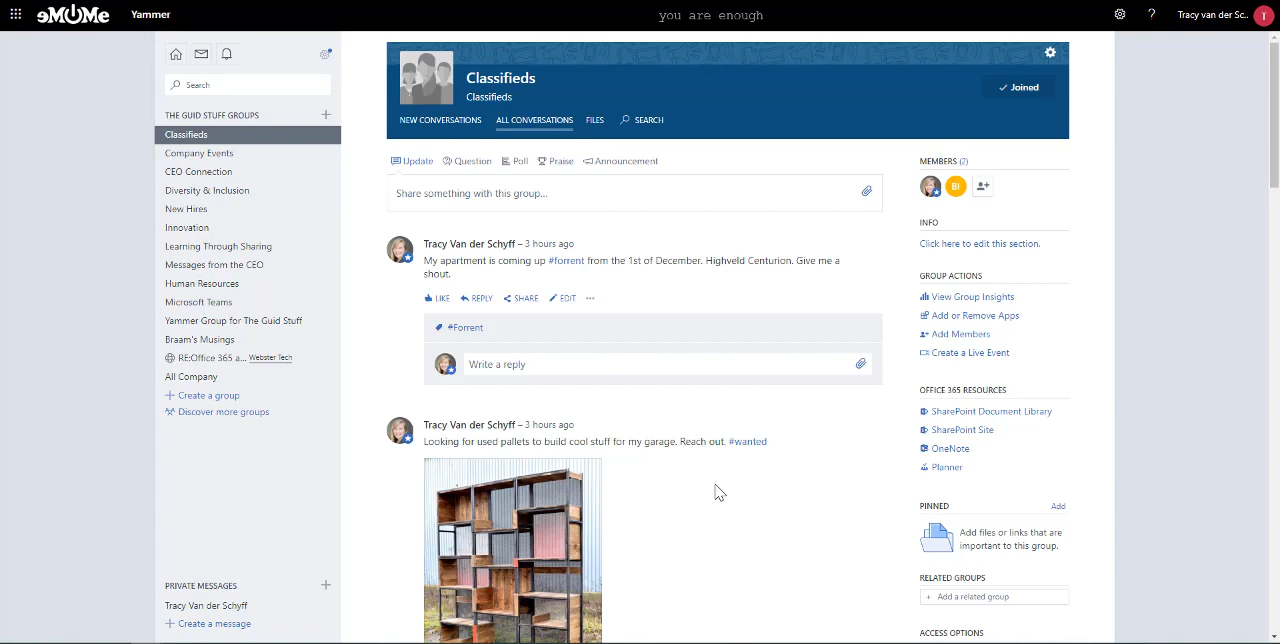 eMUMe
Yammer
you are enough
?
Tracy van der Sc..
T
Search
THE GUID STUFF GROUPS
Classifieds
Company Events
CEO Connection
Diversity & Inclusion
New Hires
Innovation
Learning Through Sharing
Messages from the CEO
Human Resources
Microsoft Teams
Yammer Group for The Guid Stuff
Braam's Musings
RE:Office 365 a... Webster Tech
All Company
Create a group
Discover more groups
PRIVATE MESSAGES
Tracy Van der Schyff
Create a message
Classifieds
Classifieds
Joined
NEW CONVERSATIONS ALL CONVERSATIONS FILES SEARCH
Update Question Poll Praise Announcement
Share something with this group...
Tracy Van der Schyff – 3 hours ago
My apartment is coming up #forrent from the 1st of December. Highveld Centurion. Give me a
shout.
LIKE REPLY SHARE EDIT ...
#Forrent
Write a reply
Tracy Van der Schyff – 3 hours ago
Looking for used pallets to build cool stuff for my garage. Reach out. #wanted
MEMBERS (2)
BI
INFO
Click here to edit this section.
GROUP ACTIONS
View Group Insights
Add or Remove Apps
Add Members
Create a Live Event
OFFICE 365 RESOURCES
SharePoint Document Library
SharePoint Site
OneNote
Planner
PINNED Add
Add files or links that are
important to this group.
RELATED GROUPS
+ Add a related group
ACCESS OPTIONS